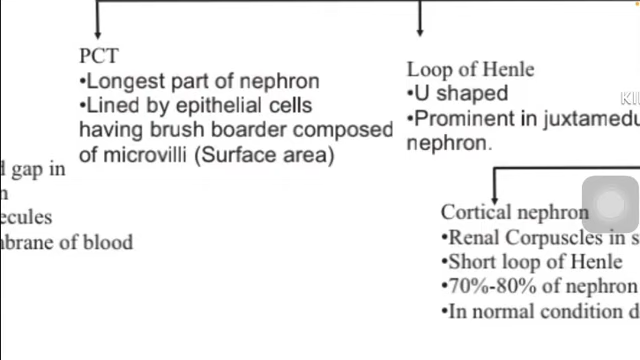 PCT
•Longest part of nephron
•Lined by epithelial cells
having brush boarder composed
of microvilli (Surface area)
Loop of Henle
•U shaped
•Prominent in juxtamedu
nephron.
gap in
ecules
brane of blood
Cortical nephron
•Renal Corpuscles in s
•Short loop of Henle
•70%-80% of nephron
•In normal condition d